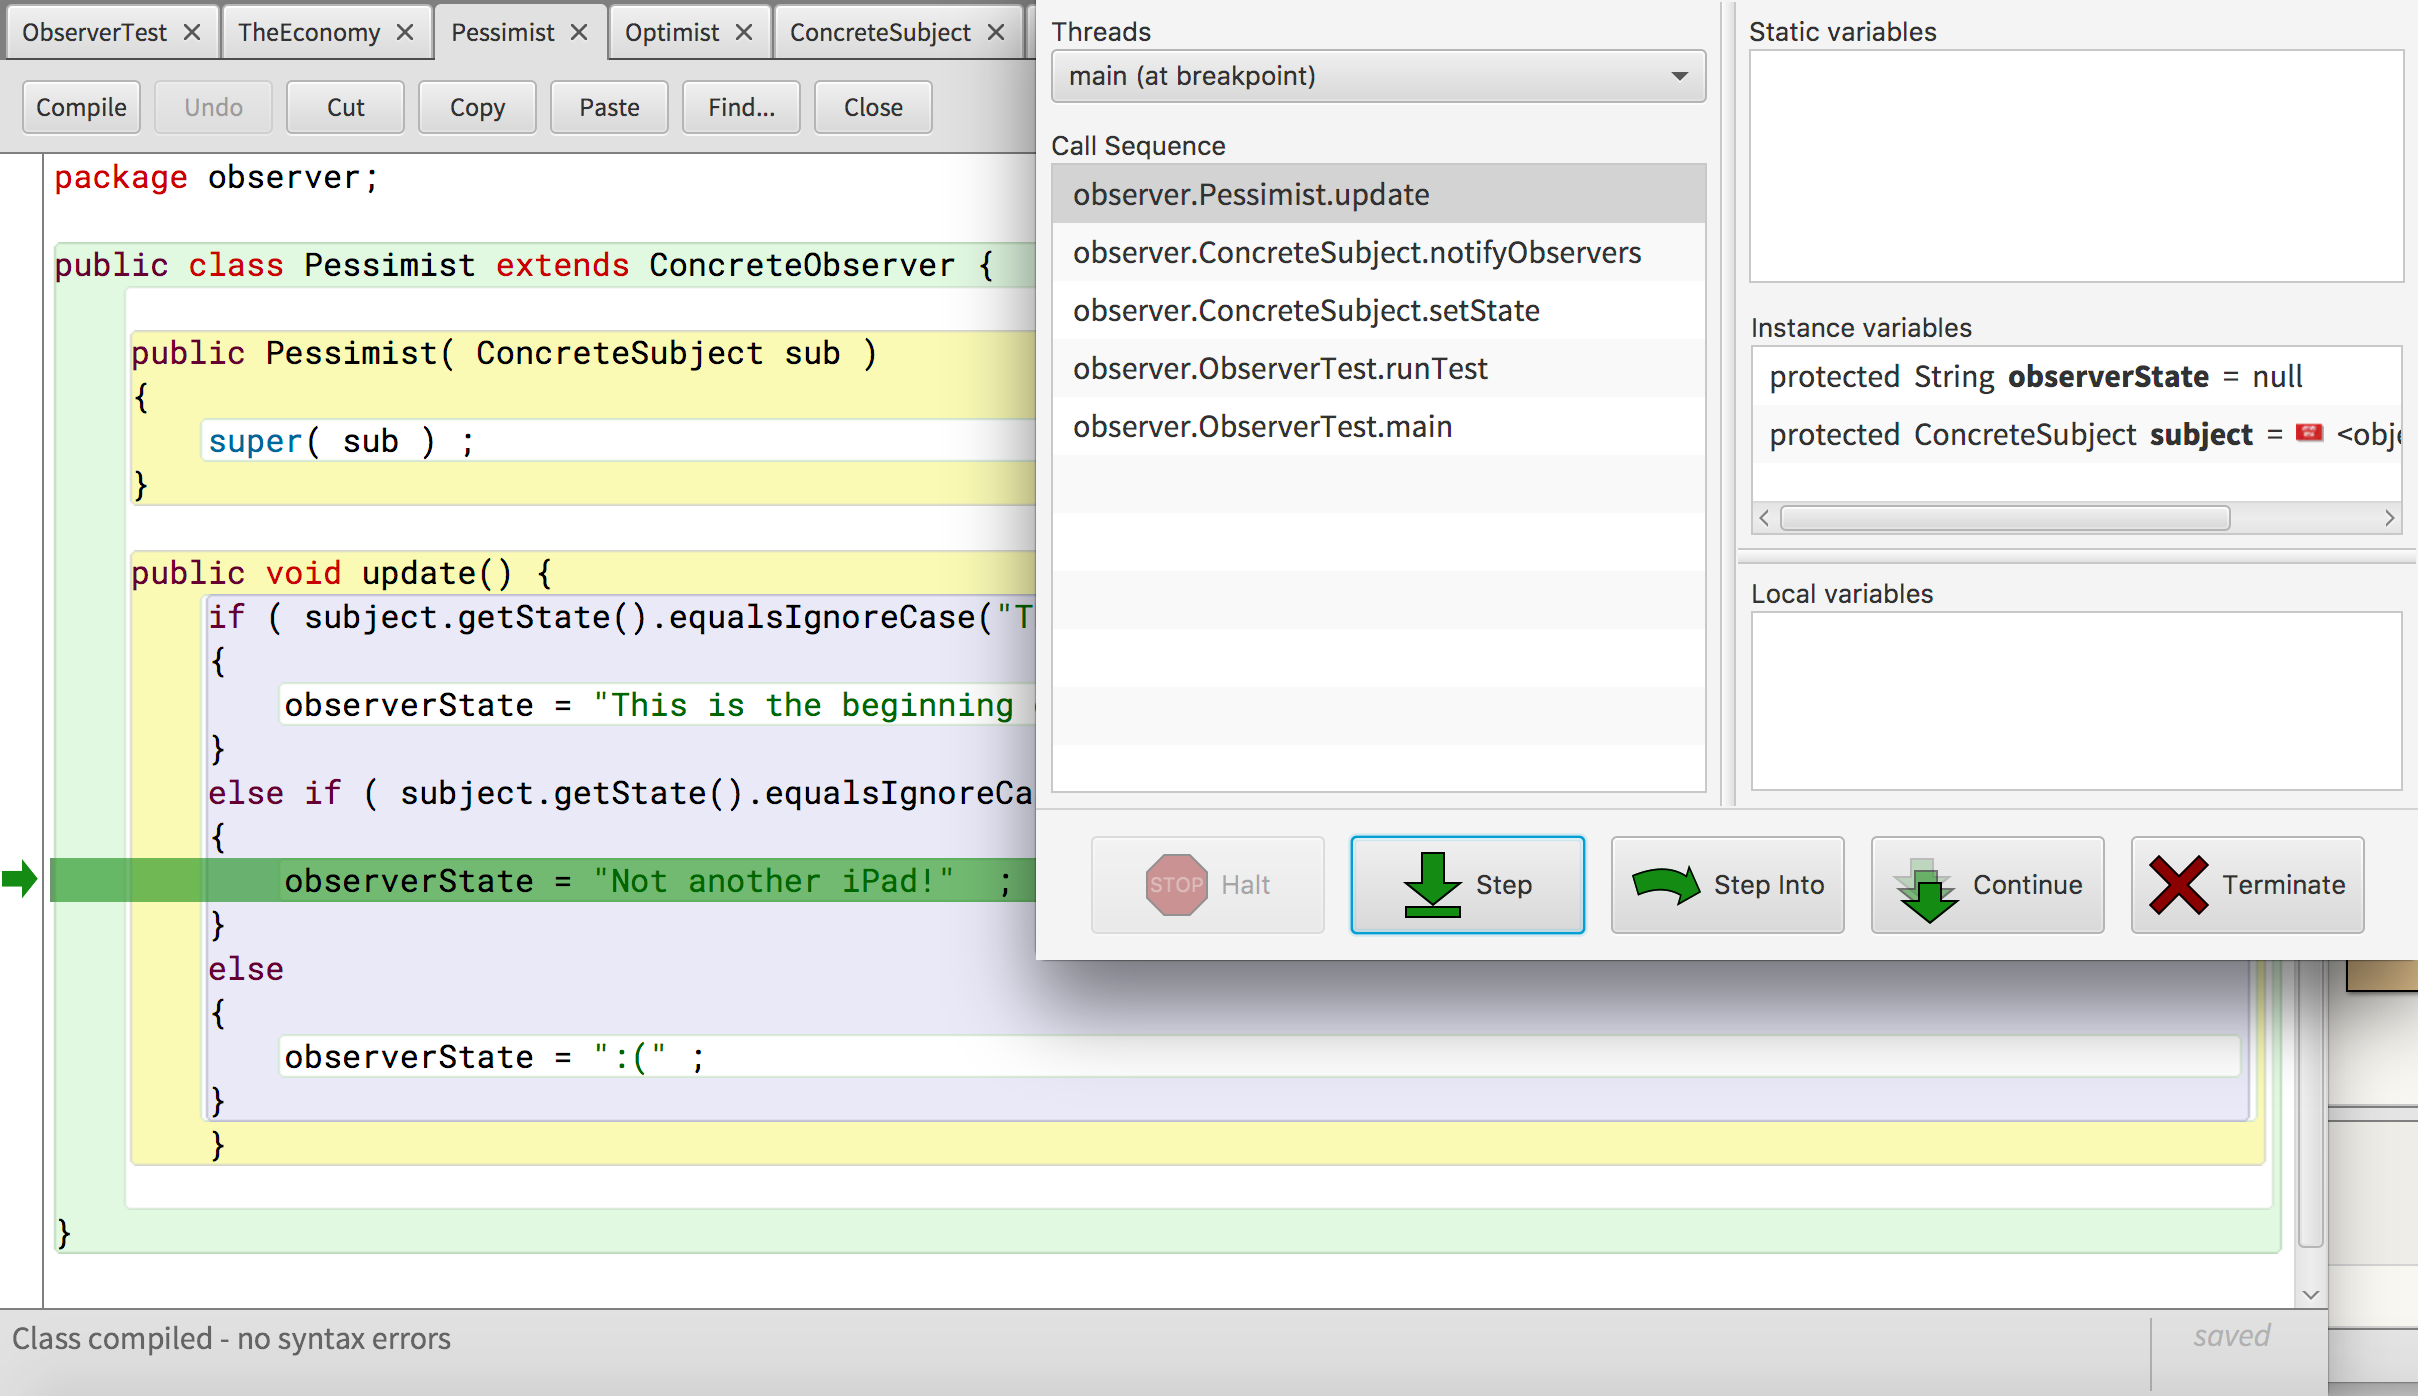 ObserverTest
TheEconomy
Pessimist
Optimist
ConcreteSubject
Compile
Undo
Cut
Copy
Paste
Find...
Close
package observer;
public class Pessimist extends ConcreteObserver {
public Pessimist( ConcreteSubject sub )
{
super( sub ) ;
}
public void update() {
if ( subject.getState().equalsIgnoreCase("T
{
observerState = "This is the beginning
}
else if ( subject.getState().equalsIgnoreCa
{
observerState = "Not another iPad!" ;
}
else
{
observerState = ":(" ;
}
}
}
Class compiled - no syntax errors
saved
Threads
main (at breakpoint)
Call Sequence
observer.Pessimist.update
observer.ConcreteSubject.notifyObservers
observer.ConcreteSubject.setState
observer.ObserverTest.runTest
observer.ObserverTest.main
Static variables
Instance variables
protected String observerState = null
protected ConcreteSubject subject = <obje
Local variables
STOP Halt
Step
Step Into
Continue
Terminate